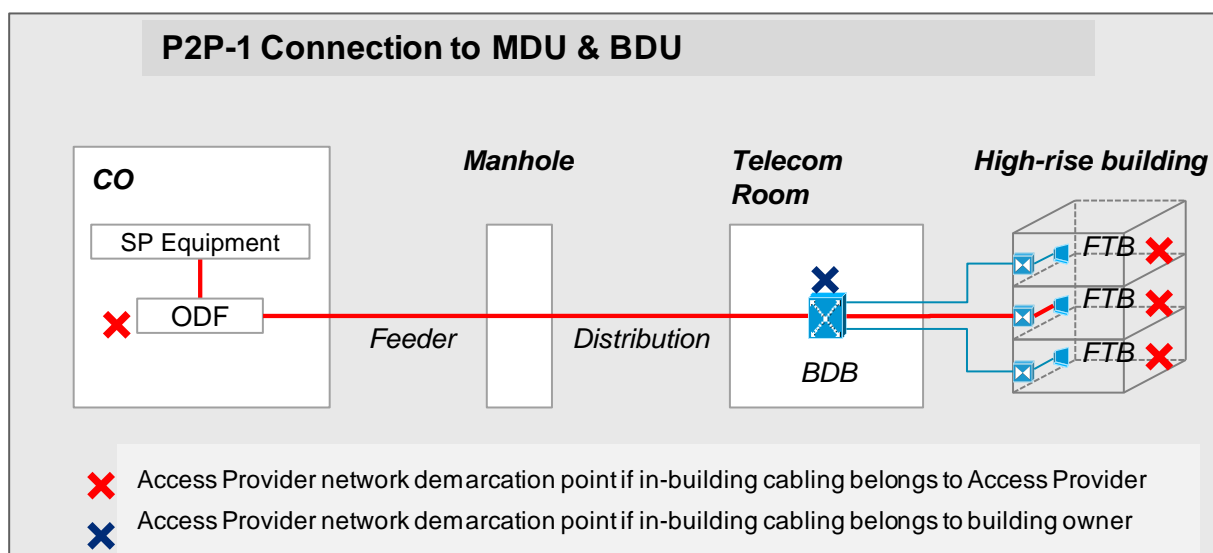 P2P-1 Connection to MDU & BDU
CO
Manhole
Telecom
Room
High-rise building
SP Equipment
ODF
Feeder
Distribution
BDB
FTB
FTB
FTB
Access Provider network demarcation point if in-building cabling belongs to Access Provider
Access Provider network demarcation point if in-building cabling belongs to building owner